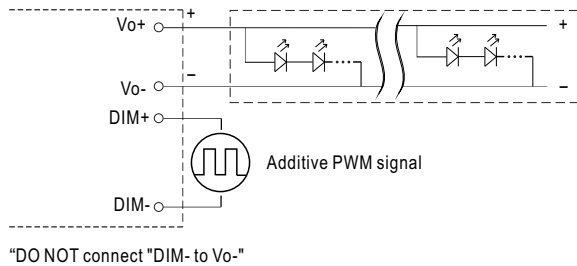 Vo+
+
+
Vo-
−
−
DIM+
Additive PWM signal
DIM-
“DO NOT connect "DIM- to Vo-"